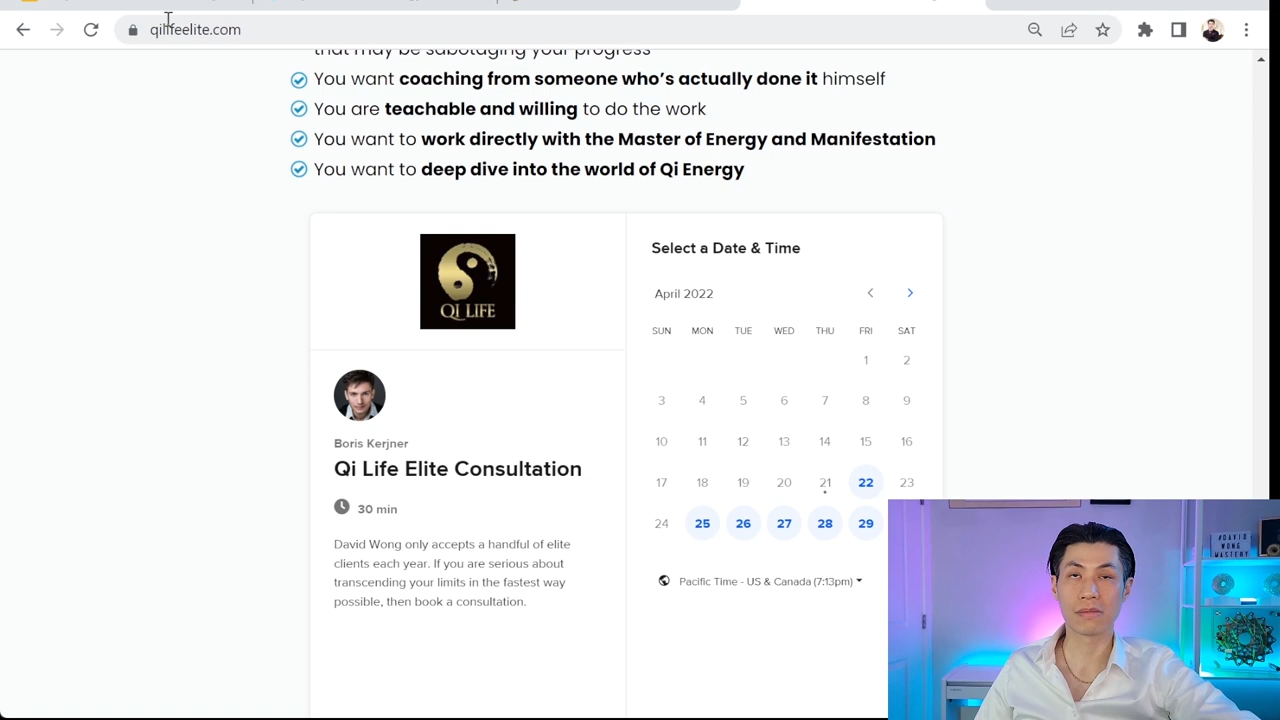 qilifeelite.com
that may be sabotaging your progress
You want coaching from someone who's actually done it himself
You are teachable and willing to do the work
You want to work directly with the Master of Energy and Manifestation
You want to deep dive into the world of Qi Energy
QI LIFE
Boris Kerjner
Qi Life Elite Consultation
30 min
David Wong only accepts a handful of elite
clients each year. If you are serious about
transcending your limits in the fastest way
possible, then book a consultation.
Select a Date & Time
April 2022
SUN MON TUE WED THU FRI SAT
1 2
3 4 5 6 7 8 9
10 11 12 13 14 15 16
17 18 19 20 21 22 23
24 25 26 27 28 29
Pacific Time - US & Canada (7:13pm)
#DAVID
WONG
MASTERY